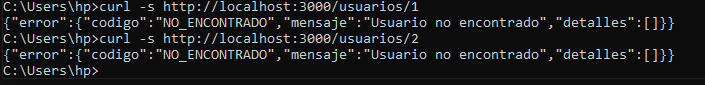 C:\Users\hp>curl -s http://localhost:3000/usuarios/1
{"error":{"codigo":"NO_ENCONTRADO","mensaje":"Usuario no encontrado","detalles":[]}}
C:\Users\hp>curl -s http://localhost:3000/usuarios/2
{"error":{"codigo":"NO_ENCONTRADO","mensaje":"Usuario no encontrado","detalles":[]}}
C:\Users\hp>